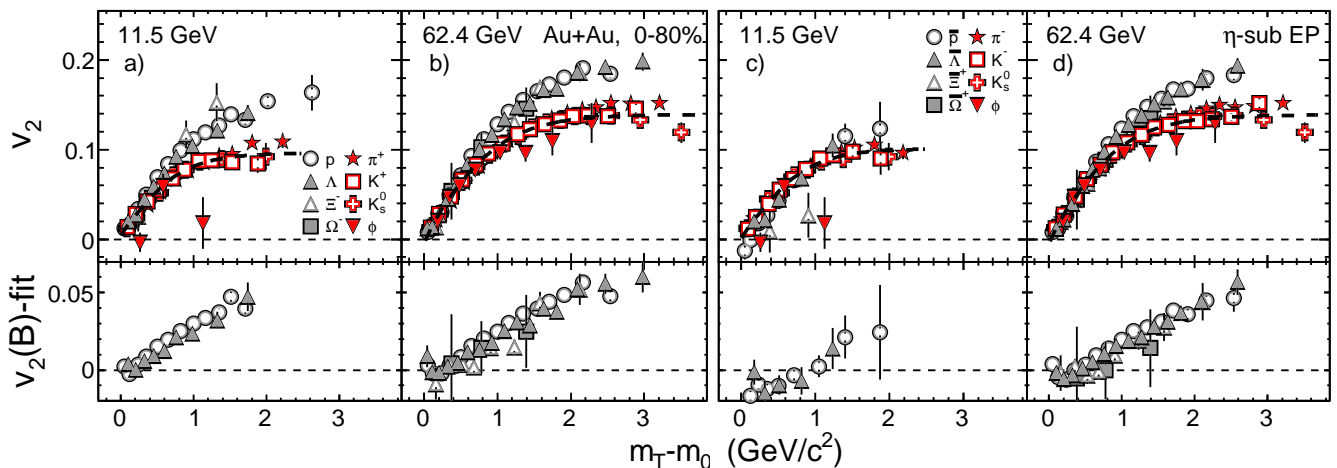 11.5 GeV
62.4 GeV Au+Au, 0-80%
11.5 GeV
62.4 GeV η-sub EP
a)
b)
c)
d)
v₂
0.2
0.1
0
p π⁺
Λ K⁺
Ξ⁻ K⁰ₛ
Ω⁻ ϕ
p̅ π⁻
Λ̅ K⁻
Ξ̅⁺ K⁰ₛ
Ω̅⁺ ϕ
v₂(B)-fit
0.05
0
0 1 2 3
0 1 2 3
0 1 2 3
0 1 2 3
m_T-m₀ (GeV/c²)